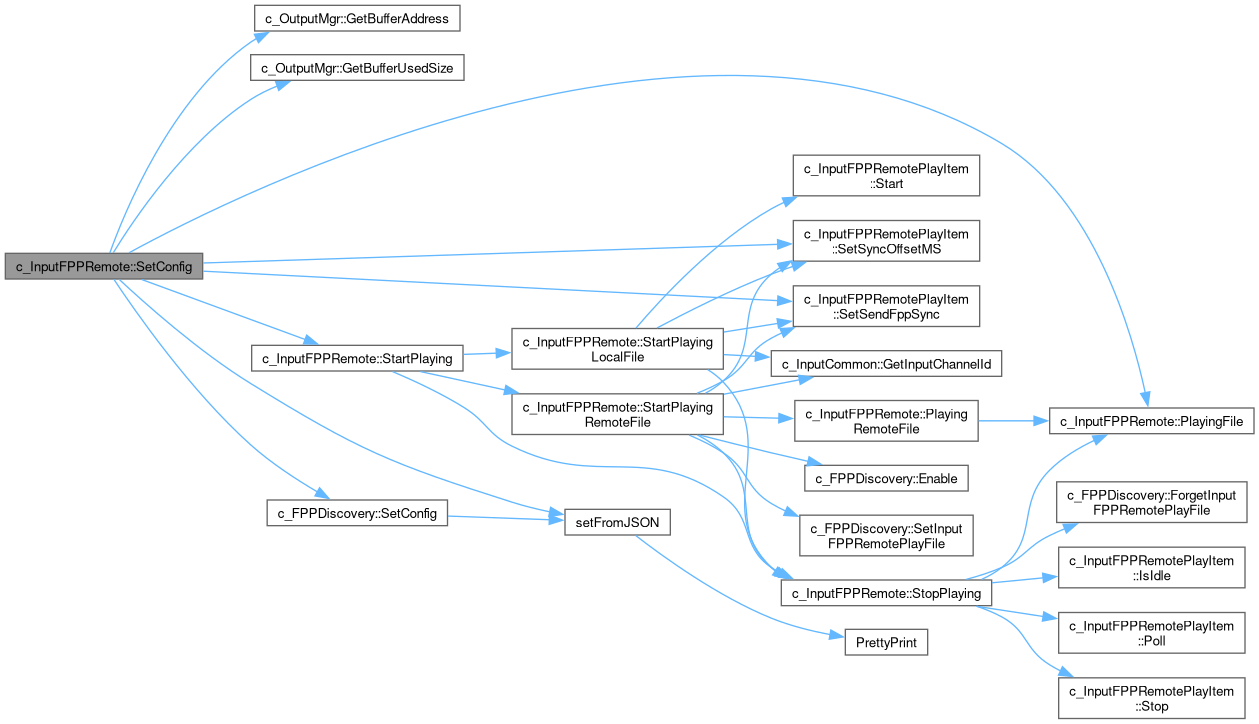 c_OutputMgr::GetBufferAddress
c_OutputMgr::GetBufferUsedSize
c_InputFPPRemotePlayItem
::Start
c_InputFPPRemotePlayItem
::SetSyncOffsetMS
c_InputFPPRemote::SetConfig
c_InputFPPRemotePlayItem
::SetSendFppSync
c_InputFPPRemote::StartPlaying
c_InputFPPRemote::StartPlaying
LocalFile
c_InputCommon::GetInputChannelId
c_InputFPPRemote::StartPlaying
RemoteFile
c_InputFPPRemote::Playing
RemoteFile
c_InputFPPRemote::PlayingFile
c_FPPDiscovery::Enable
c_FPPDiscovery::ForgetInput
FPPRemotePlayFile
c_FPPDiscovery::SetConfig
setFromJSON
c_FPPDiscovery::SetInput
FPPRemotePlayFile
c_InputFPPRemotePlayItem
::IsIdle
c_InputFPPRemote::StopPlaying
c_InputFPPRemotePlayItem
::Poll
PrettyPrint
c_InputFPPRemotePlayItem
::Stop